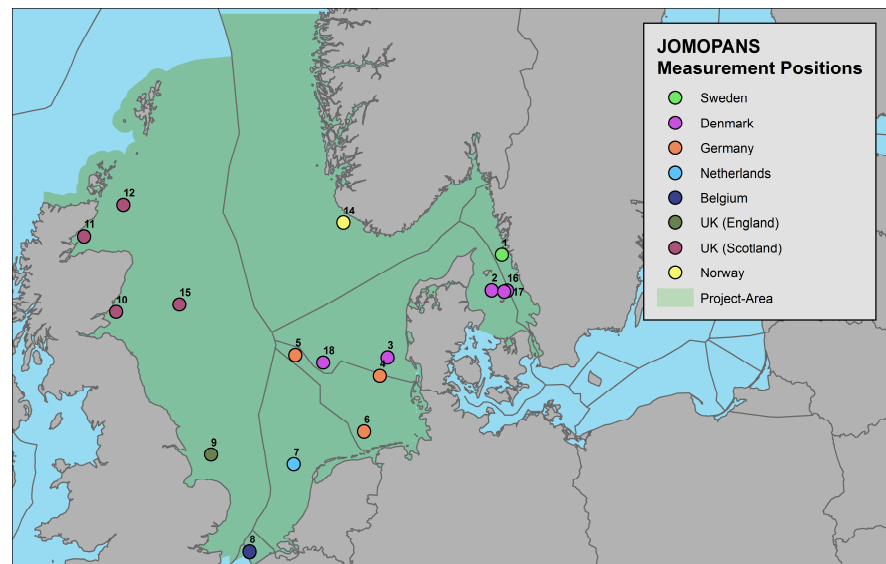 JOMOPANS
Measurement Positions
Sweden
Denmark
Germany
Netherlands
Belgium
UK (England)
UK (Scotland)
Norway
Project-Area
12
14
11
1
2
16
17
15
10
5
18
3
4
6
9
7
8